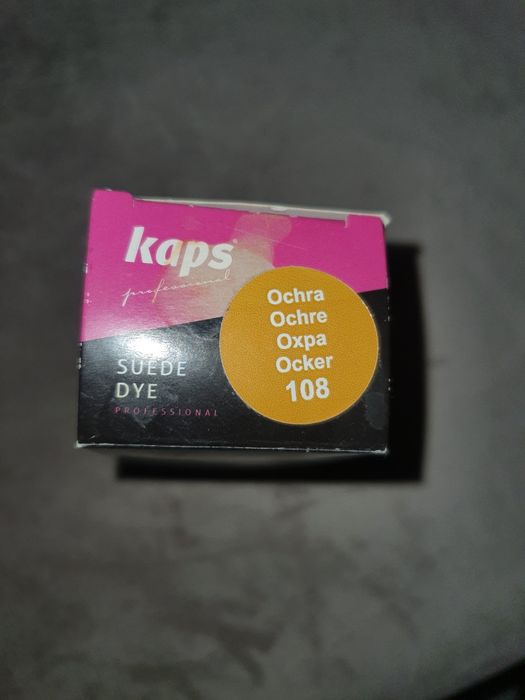 kaps
professional
Ochra
Ochre
Охра
Ocker
108
SUEDE
DYE
PROFESSIONAL